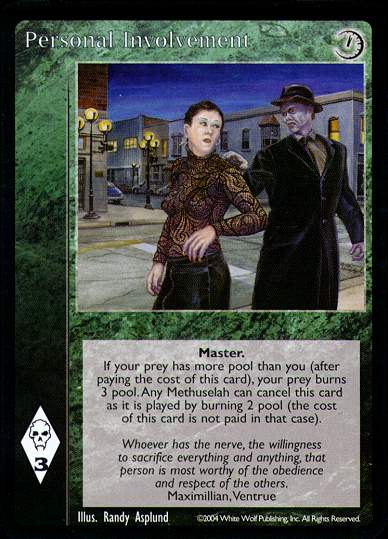 Personal Involvement
Master.
If your prey has more pool than you (after
paying the cost of this card), your prey burns
3 pool. Any Methuselah can cancel this card
as it is played by burning 2 pool (the cost
of this card is not paid in that case).
Whoever has the nerve, the willingness
to sacrifice everything and anything, that
person is most worthy of the obedience
and respect of the others.
Maximillian, Ventrue
3
Illus. Randy Asplund
©2004 White Wolf Publishing, Inc. All Rights Reserved.